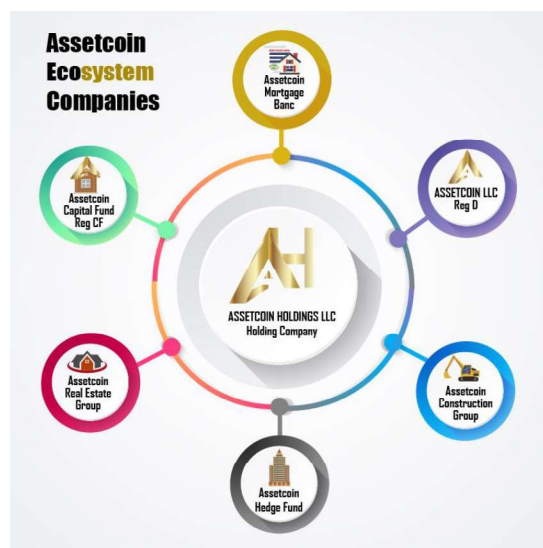 Assetcoin
Ecosystem
Companies
Assetcoin
Mortgage
Banc
Assetcoin
Capital Fund
Reg CF
ASSETCOIN LLC
Reg D
AH
ASSETCOIN HOLDINGS LLC
Holding Company
Assetcoin
Real Estate
Group
Assetcoin
Construction
Group
Assetcoin
Hedge Fund